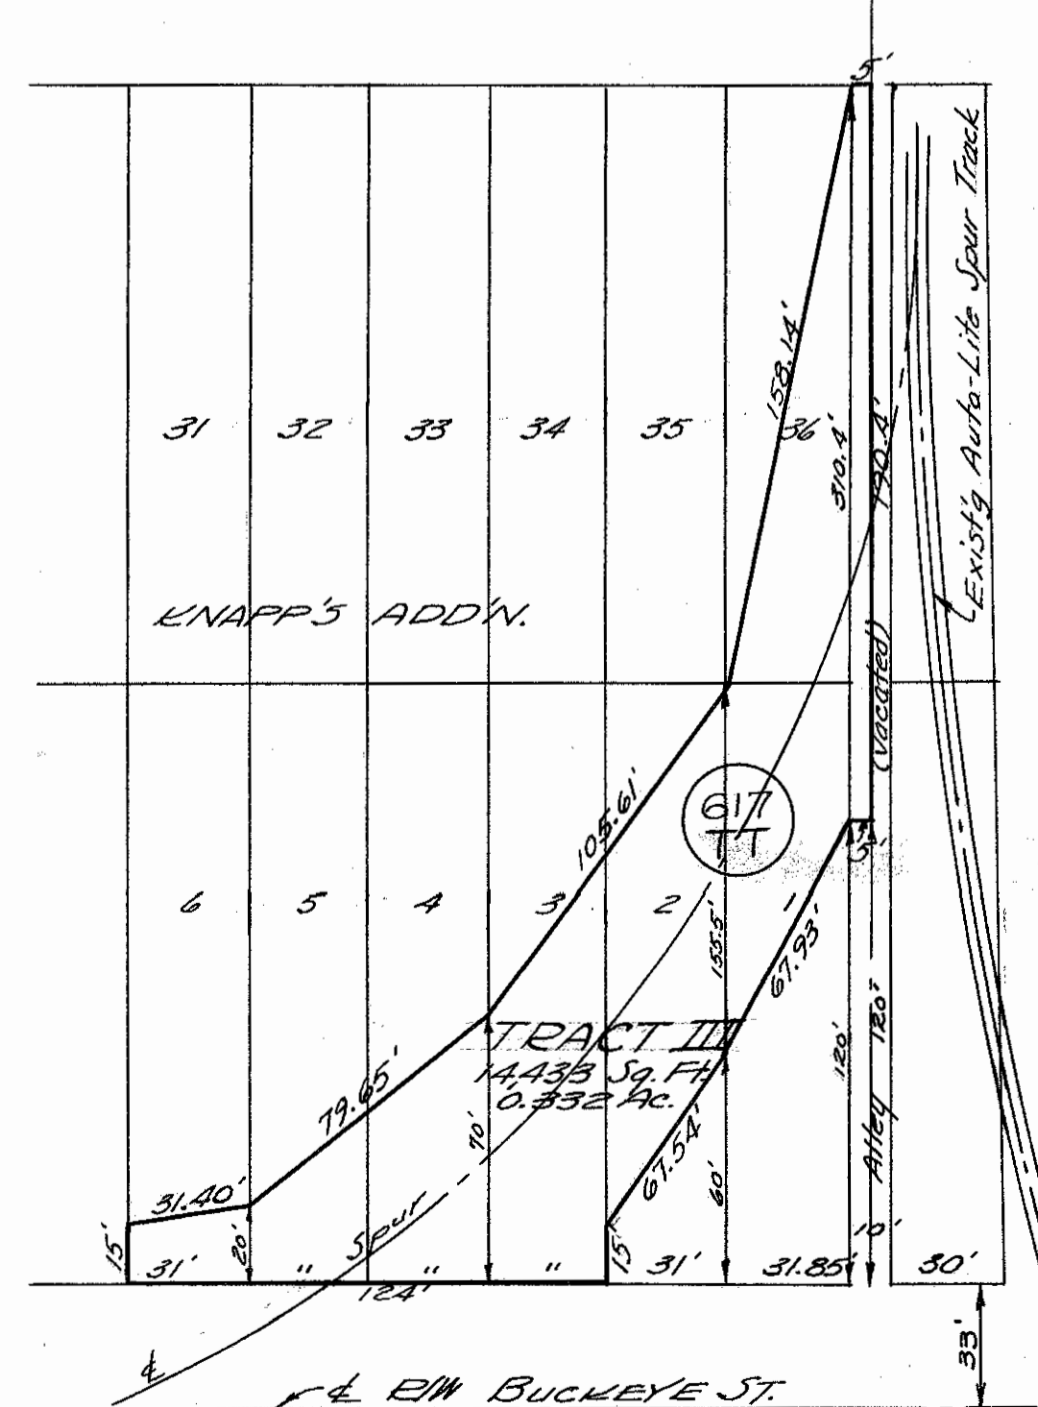 5'
Exist'g Auto-Lite Spur Track
158.14'
31 32 33 34 35 36
310.4'
190.4'
KNAPP'S ADD'N.
(Vacated)
105.61'
617
TT
5'
6 5 4 3 2 1
155.5'
67.93'
TRACT III
14,433 Sq. Ft.
0.332 Ac.
79.65'
70'
120'
Alley 120'
67.54'
60'
31.40'
15'
20'
Spur
15'
10'
31' " " " 31' 31.85' 30'
124'
33'
℄
℄ R/W BUCKEYE ST.